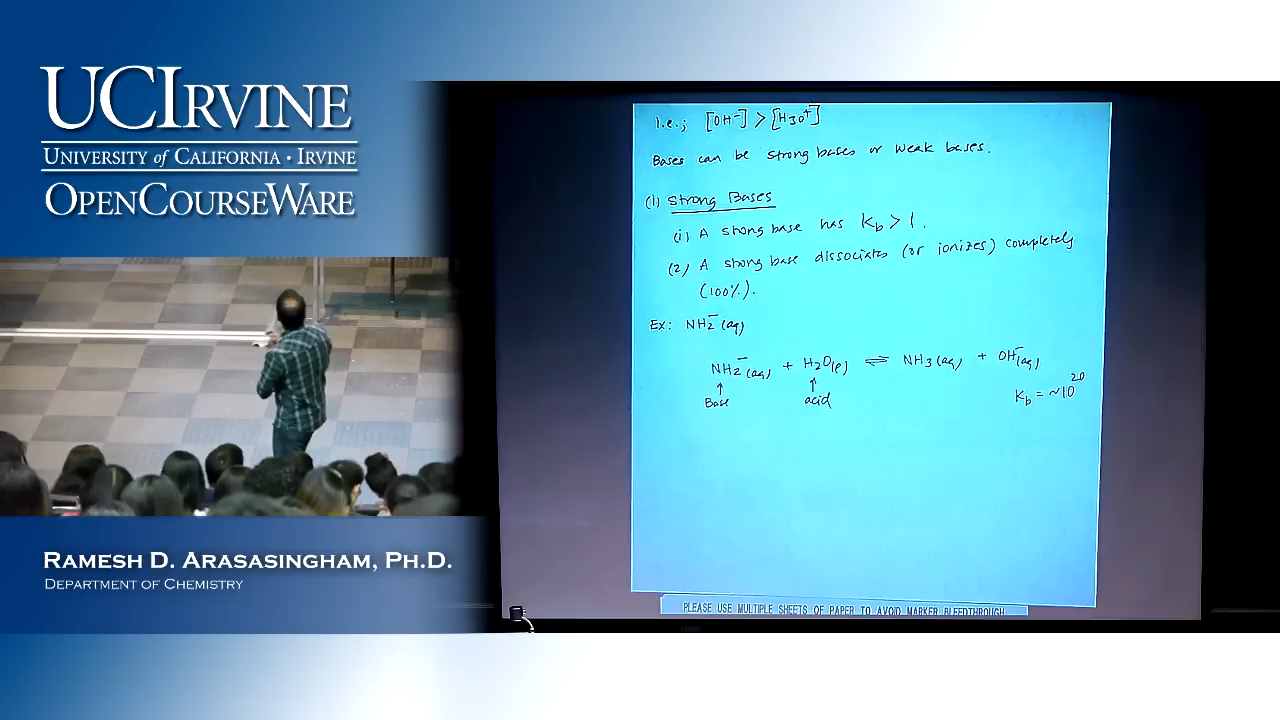 UCIRVINE
UNIVERSITY of CALIFORNIA · IRVINE
OPENCOURSEWARE
RAMESH D. ARASASINGHAM, PH.D.
DEPARTMENT OF CHEMISTRY
i.e.; [OH⁻] > [H3O⁺]
Bases can be strong bases or weak bases.
(1) Strong Bases
(i) A strong base has Kb > 1.
(2) A strong base dissociates (or ionizes) completely
(100%).
Ex: NH2⁻(aq)
NH2⁻(aq) + H2O(l) ⇌ NH3(aq) + OH⁻(aq)
↑ ↑
Base acid
Kb = ~10²⁰
PLEASE USE MULTIPLE SHEETS OF PAPER TO AVOID MARKER BLEEDTHROUGH